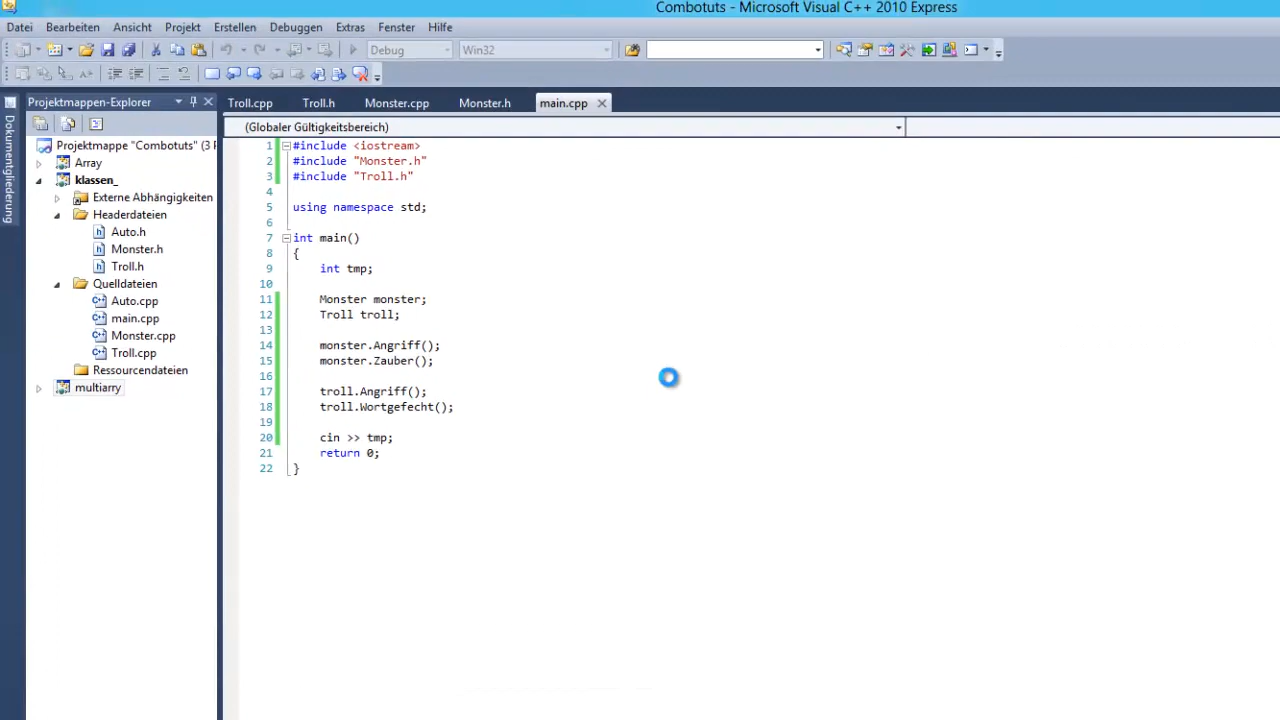 Combotuts - Microsoft Visual C++ 2010 Express
Datei Bearbeiten Ansicht Projekt Erstellen Debuggen Extras Fenster Hilfe
Debug Win32
Projektmappen-Explorer
Troll.cpp Troll.h Monster.cpp Monster.h main.cpp
Dokumentgliederung
(Globaler Gültigkeitsbereich)
Projektmappe "Combotuts" (3 P
Array
klassen_
Externe Abhängigkeiten
Headerdateien
Auto.h
Monster.h
Troll.h
Quelldateien
Auto.cpp
main.cpp
Monster.cpp
Troll.cpp
Ressourcendateien
multiarry
1 #include <iostream>
2 #include "Monster.h"
3 #include "Troll.h"
4
5 using namespace std;
6
7 int main()
8 {
9 int tmp;
10
11 Monster monster;
12 Troll troll;
13
14 monster.Angriff();
15 monster.Zauber();
16
17 troll.Angriff();
18 troll.Wortgefecht();
19
20 cin >> tmp;
21 return 0;
22 }